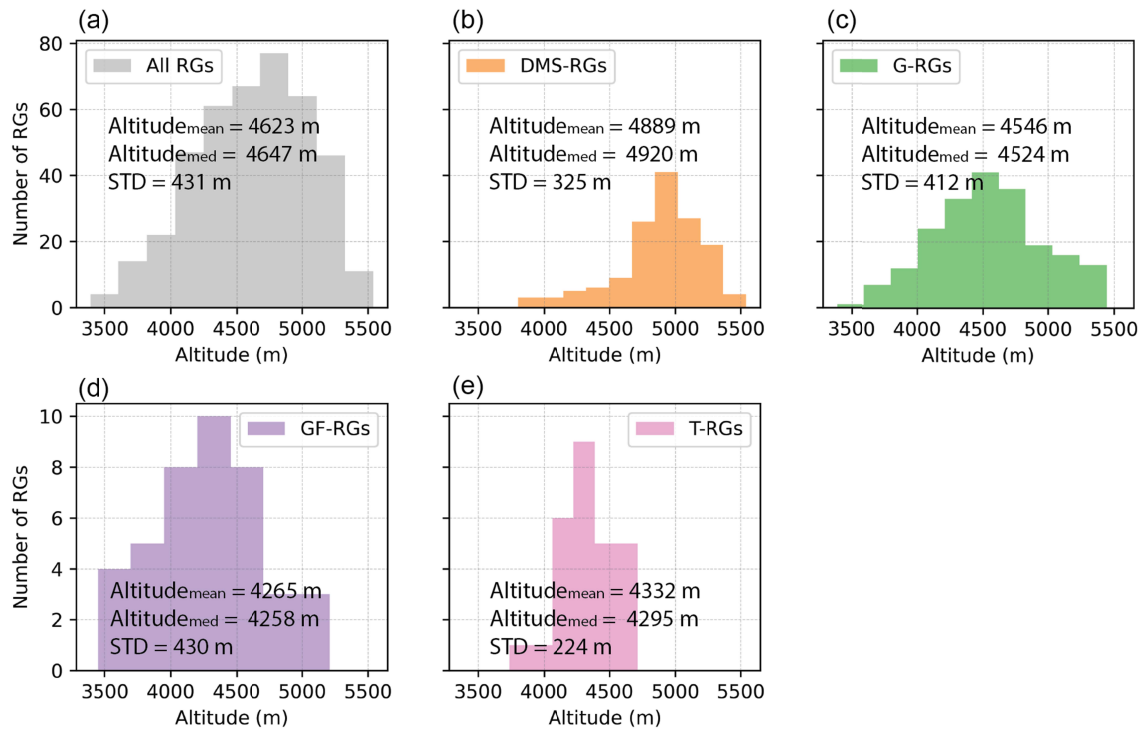 (a)
All RGs
Altitudemean = 4623 m
Altitudemed = 4647 m
STD = 431 m
80
60
40
20
0
Number of RGs
3500 4000 4500 5000 5500
Altitude (m)
(b)
DMS-RGs
Altitudemean = 4889 m
Altitudemed = 4920 m
STD = 325 m
3500 4000 4500 5000 5500
Altitude (m)
(c)
G-RGs
Altitudemean = 4546 m
Altitudemed = 4524 m
STD = 412 m
3500 4000 4500 5000 5500
Altitude (m)
(d)
GF-RGs
10
8
6
4
2
0
Number of RGs
Altitudemean = 4265 m
Altitudemed = 4258 m
STD = 430 m
3500 4000 4500 5000 5500
Altitude (m)
(e)
T-RGs
Altitudemean = 4332 m
Altitudemed = 4295 m
STD = 224 m
3500 4000 4500 5000 5500
Altitude (m)